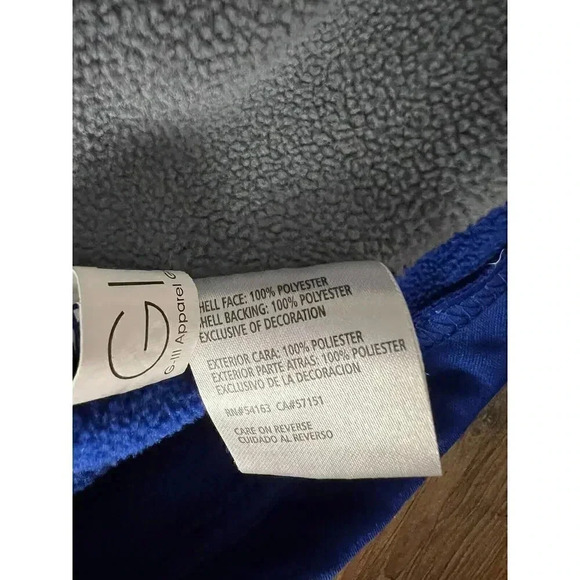 GI
G-III Apparel G
HELL FACE: 100% POLYESTER
HELL BACKING: 100% POLYESTER
EXCLUSIVE OF DECORATION
EXTERIOR CARA: 100% POLIESTER
EXTERIOR PARTE ATRAS: 100% POLIESTER
EXCLUSIVO DE LA DECORACION
RN#54163 CA#57151
CARE ON REVERSE
CUIDADO AL REVERSO